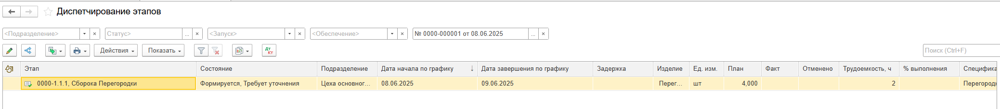 Диспетчирование этапов
<Подразделение> Статус> ... <Запуск> <Обеспечение> № 0000-000001 от 08.06.2025 ...
Действия Показать Дт Кт Поиск (Ctrl+F)
Этап Состояние Подразделение Дата начала по графику ↓ Дата завершения по графику Задержка Изделие Ед. изм. План Факт Отменено Трудоемкость, ч % выполнения Специфика
0000-1.1.1, Сборока Перегородки Формируется, Требует уточнения Цеха основног... 08.06.2025 09.06.2025 Перег... шт 4,000 2 Перегородк